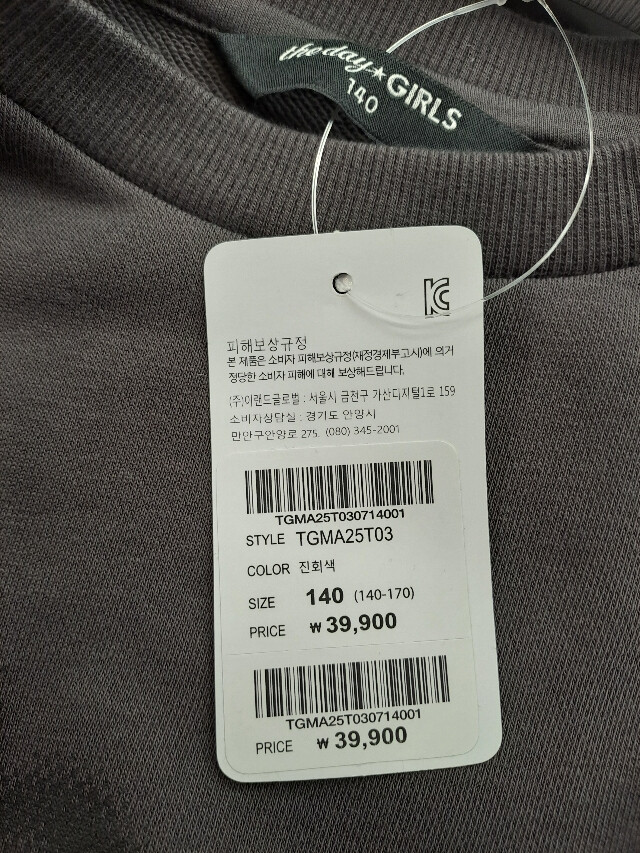 the day★GIRLS
140
피해보상규정
본 제품은 소비자 피해보상규정(재정경제부고시)에 의거
정당한 소비자 피해에 대해 보상해드립니다.
(주)이랜드글로벌 : 서울시 금천구 가산디지털1로 159
소비자상담실 : 경기도 안양시
만안구안양로 275. (080) 345-2001
TGMA25T030714001
STYLE TGMA25T03
COLOR 진회색
SIZE 140 (140-170)
PRICE ₩ 39,900
TGMA25T030714001
PRICE ₩ 39,900